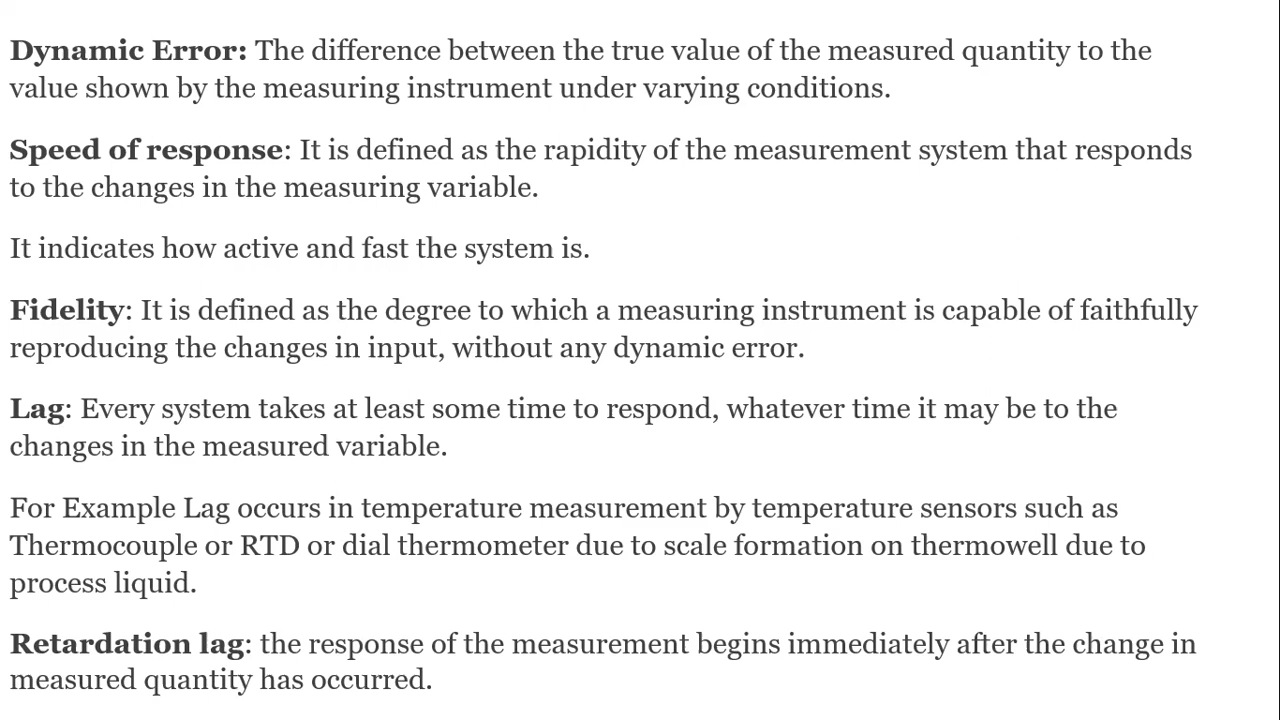 Dynamic Error: The difference between the true value of the measured quantity to the
value shown by the measuring instrument under varying conditions.
Speed of response: It is defined as the rapidity of the measurement system that responds
to the changes in the measuring variable.
It indicates how active and fast the system is.
Fidelity: It is defined as the degree to which a measuring instrument is capable of faithfully
reproducing the changes in input, without any dynamic error.
Lag: Every system takes at least some time to respond, whatever time it may be to the
changes in the measured variable.
For Example Lag occurs in temperature measurement by temperature sensors such as
Thermocouple or RTD or dial thermometer due to scale formation on thermowell due to
process liquid.
Retardation lag: the response of the measurement begins immediately after the change in
measured quantity has occurred.